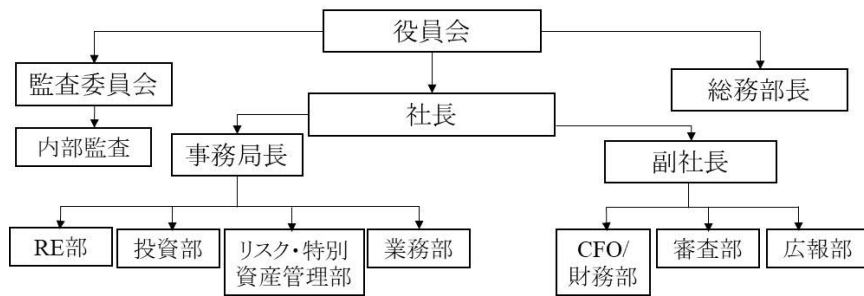 役員会
監査委員会
総務部長
社長
内部監査
事務局長
副社長
RE部
投資部
リスク・特別
資産管理部
業務部
CFO/
財務部
審査部
広報部